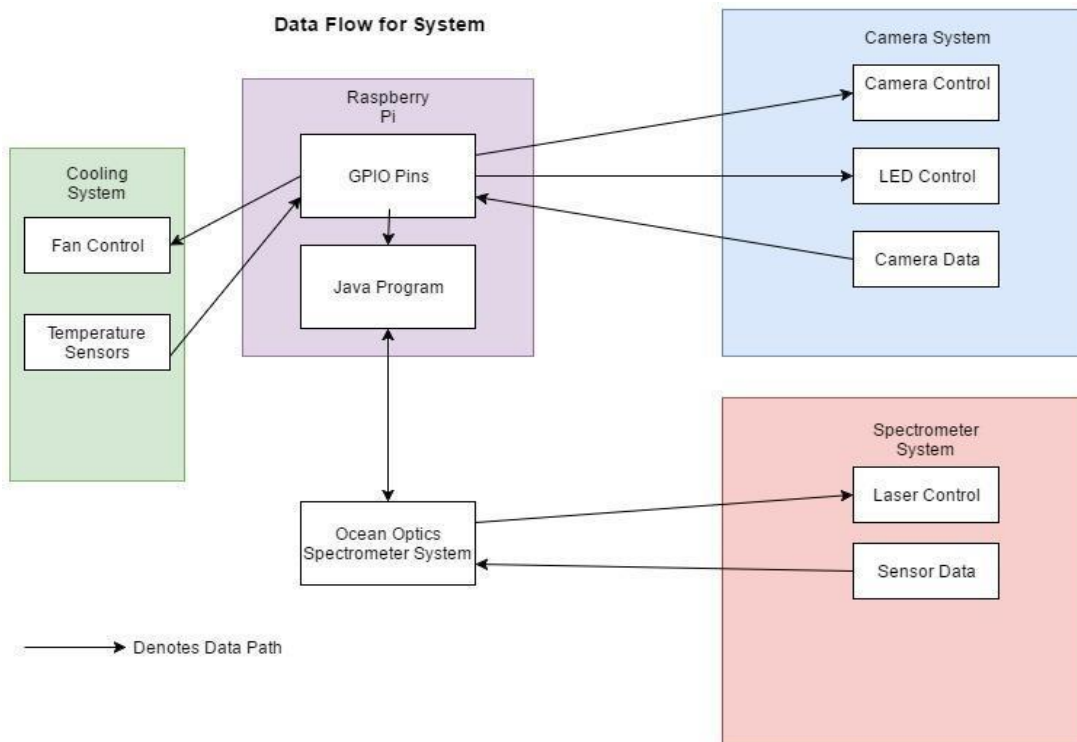 Data Flow for System
Camera System
Camera Control
LED Control
Camera Data
Raspberry
Pi
GPIO Pins
Java Program
Cooling
System
Fan Control
Temperature
Sensors
Spectrometer
System
Laser Control
Sensor Data
Ocean Optics
Spectrometer System
Denotes Data Path